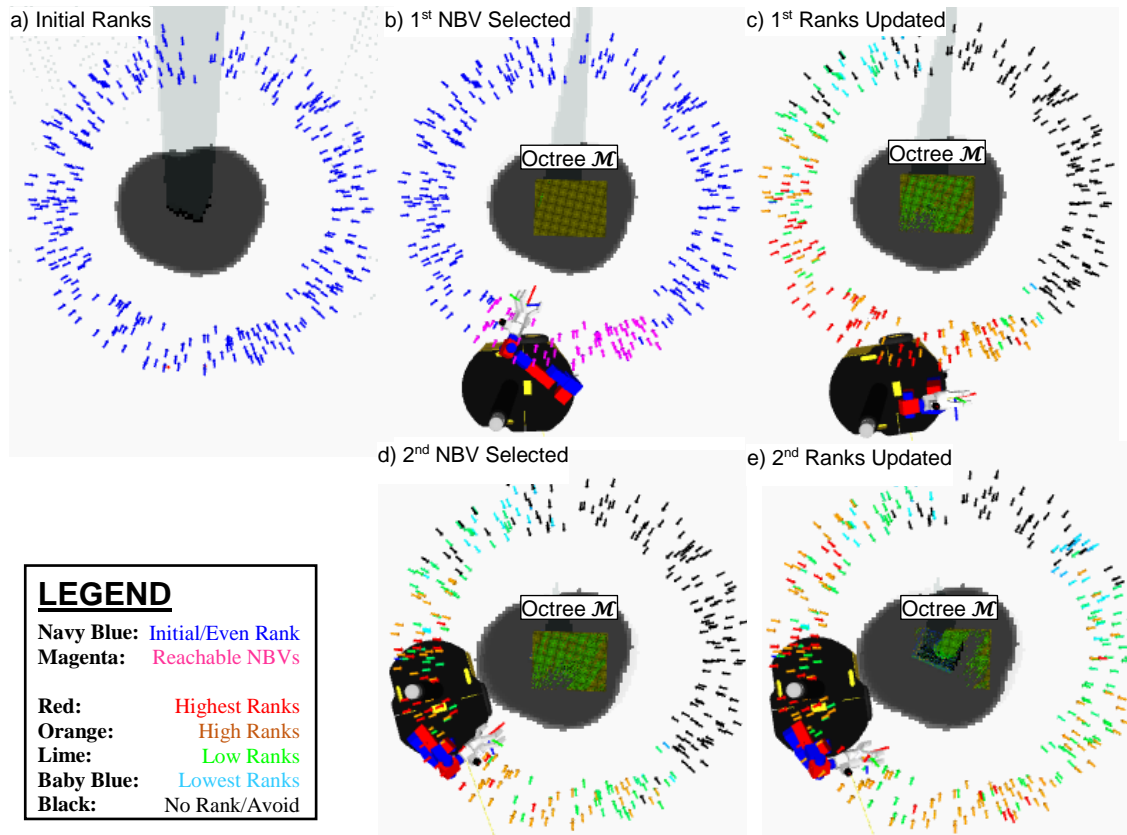 a) Initial Ranks
b) 1st NBV Selected
c) 1st Ranks Updated
Octree M
Octree M
d) 2nd NBV Selected
e) 2nd Ranks Updated
Octree M
Octree M
LEGEND
Navy Blue: Initial/Even Rank
Magenta: Reachable NBVs
Red: Highest Ranks
Orange: High Ranks
Lime: Low Ranks
Baby Blue: Lowest Ranks
Black: No Rank/Avoid